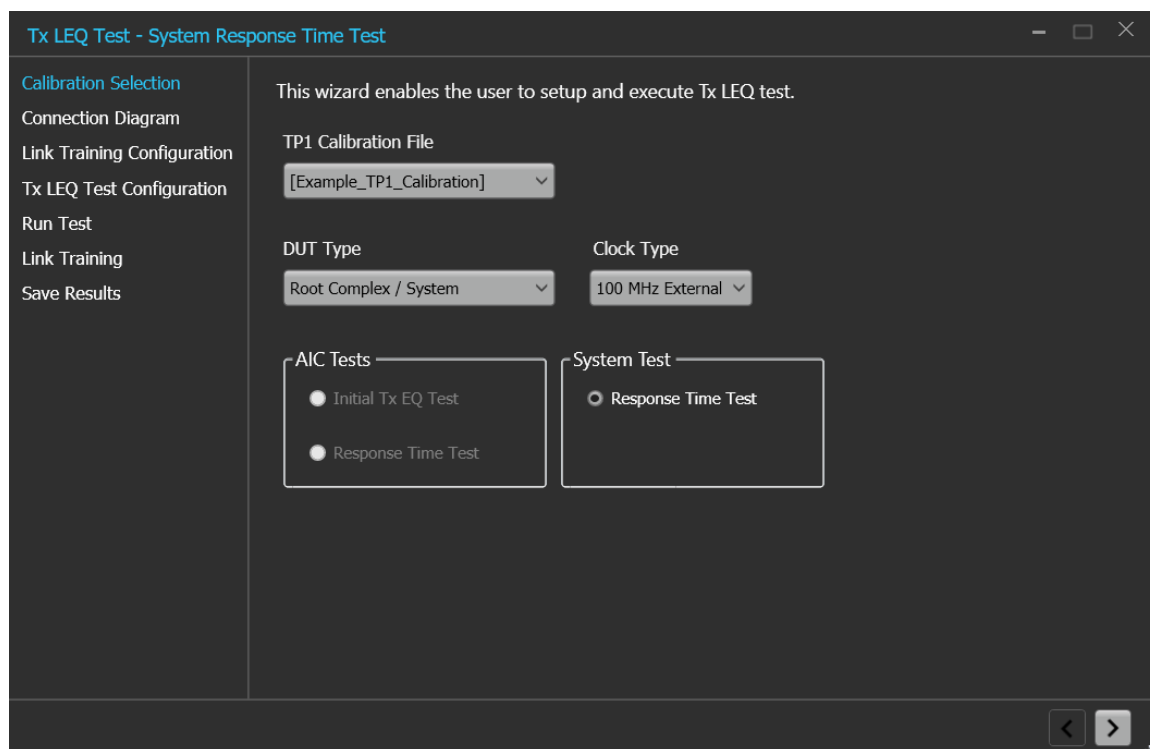 Tx LEQ Test - System Response Time Test
Calibration Selection
Connection Diagram
Link Training Configuration
Tx LEQ Test Configuration
Run Test
Link Training
Save Results
This wizard enables the user to setup and execute Tx LEQ test.
TP1 Calibration File
[Example_TP1_Calibration]
DUT Type
Clock Type
Root Complex / System
100 MHz External
AIC Tests
Initial Tx EQ Test
Response Time Test
System Test
Response Time Test